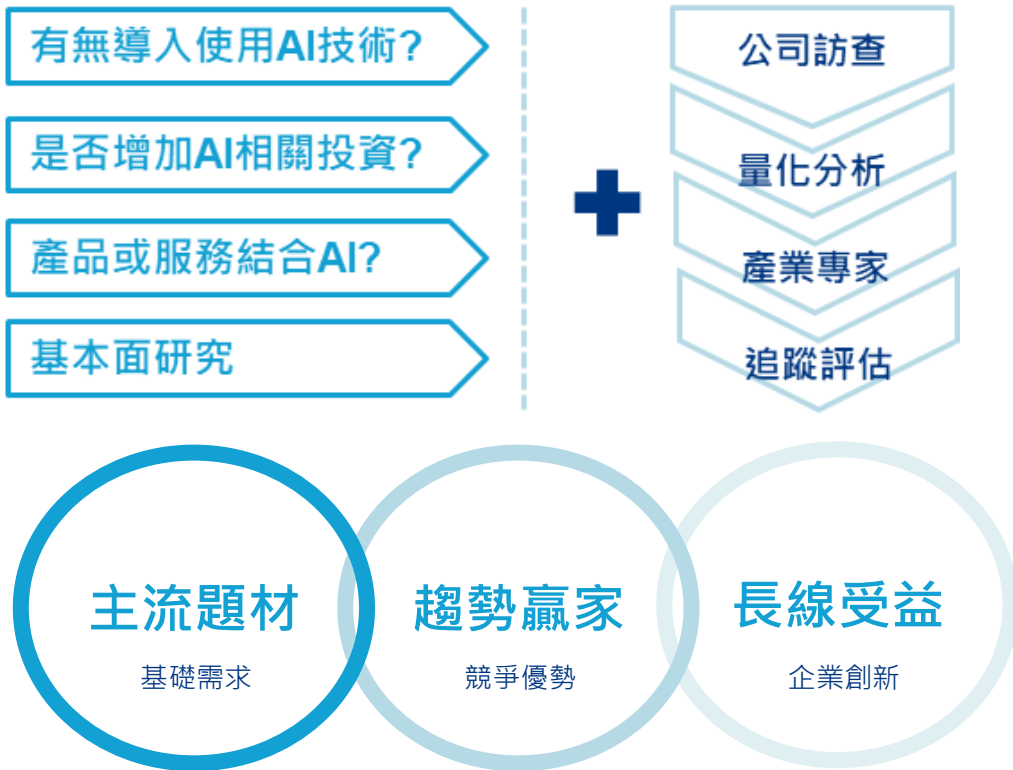 有無導入使用AI技術?
是否增加AI相關投資?
產品或服務結合AI?
基本面研究
公司訪查
量化分析
產業專家
追蹤評估
主流題材
基礎需求
趨勢贏家
競爭優勢
長線受益
企業創新